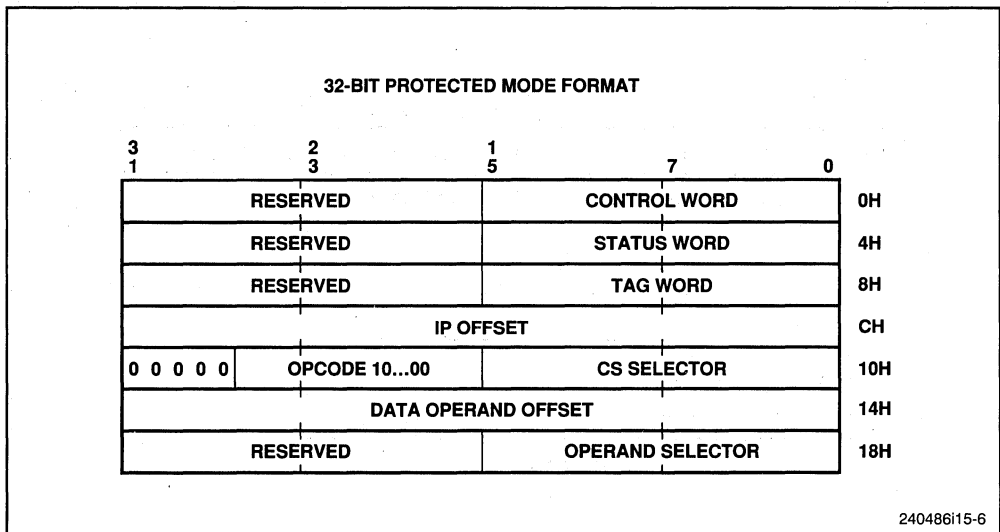 32-BIT PROTECTED MODE FORMAT
3 2 1
1 3 5 7 0
RESERVED CONTROL WORD 0H
RESERVED STATUS WORD 4H
RESERVED TAG WORD 8H
IP OFFSET CH
0 0 0 0 0 OPCODE 10...00 CS SELECTOR 10H
DATA OPERAND OFFSET 14H
RESERVED OPERAND SELECTOR 18H
240486i15-6